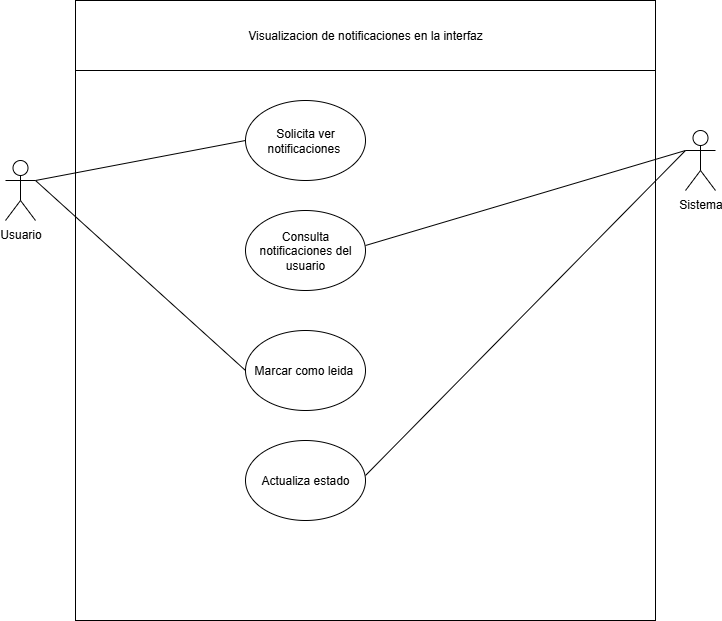 Visualizacion de notificaciones en la interfaz
Solicita ver
notificaciones
Usuario
Sistema
Consulta
notificaciones del
usuario
Marcar como leida
Actualiza estado